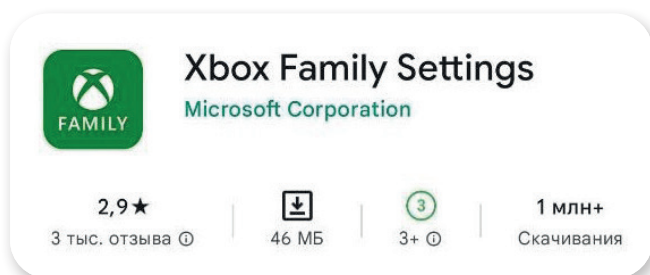 Xbox Family Settings
Microsoft Corporation
FAMILY
2,9★
3 тыс. отзыва
46 МБ
3
3+
1 млн+
Скачивания